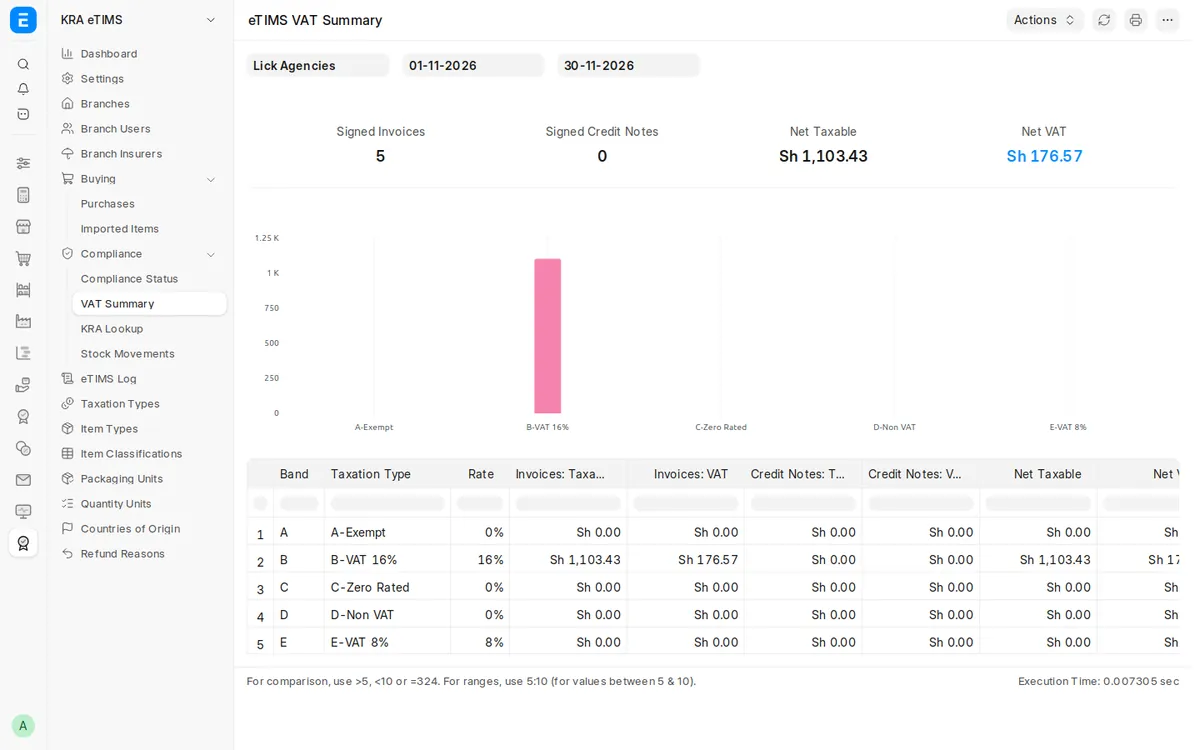 KRA eTIMS
eTIMS VAT Summary
Actions
Dashboard
Settings
Branches
Branch Users
Branch Insurers
Buying
Purchases
Imported Items
Compliance
Compliance Status
VAT Summary
KRA Lookup
Stock Movements
eTIMS Log
Taxation Types
Item Types
Item Classifications
Packaging Units
Quantity Units
Countries of Origin
Refund Reasons
A
Lick Agencies 01-11-2026 30-11-2026
Signed Invoices Signed Credit Notes Net Taxable Net VAT
5 0 Sh 1,103.43 Sh 176.57
1.25 K
1 K
750
500
250
0
A-Exempt B-VAT 16% C-Zero Rated D-Non VAT E-VAT 8%
Band Taxation Type Rate Invoices: Taxa... Invoices: VAT Credit Notes: T... Credit Notes: V... Net Taxable Net V
1 A A-Exempt 0% Sh 0.00 Sh 0.00 Sh 0.00 Sh 0.00 Sh 0.00 Sh
2 B B-VAT 16% 16% Sh 1,103.43 Sh 176.57 Sh 0.00 Sh 0.00 Sh 1,103.43 Sh 17
3 C C-Zero Rated 0% Sh 0.00 Sh 0.00 Sh 0.00 Sh 0.00 Sh 0.00 Sh
4 D D-Non VAT 0% Sh 0.00 Sh 0.00 Sh 0.00 Sh 0.00 Sh 0.00 Sh
5 E E-VAT 8% 8% Sh 0.00 Sh 0.00 Sh 0.00 Sh 0.00 Sh 0.00 Sh
For comparison, use >5, <10 or =324. For ranges, use 5:10 (for values between 5 & 10). Execution Time: 0.007305 sec